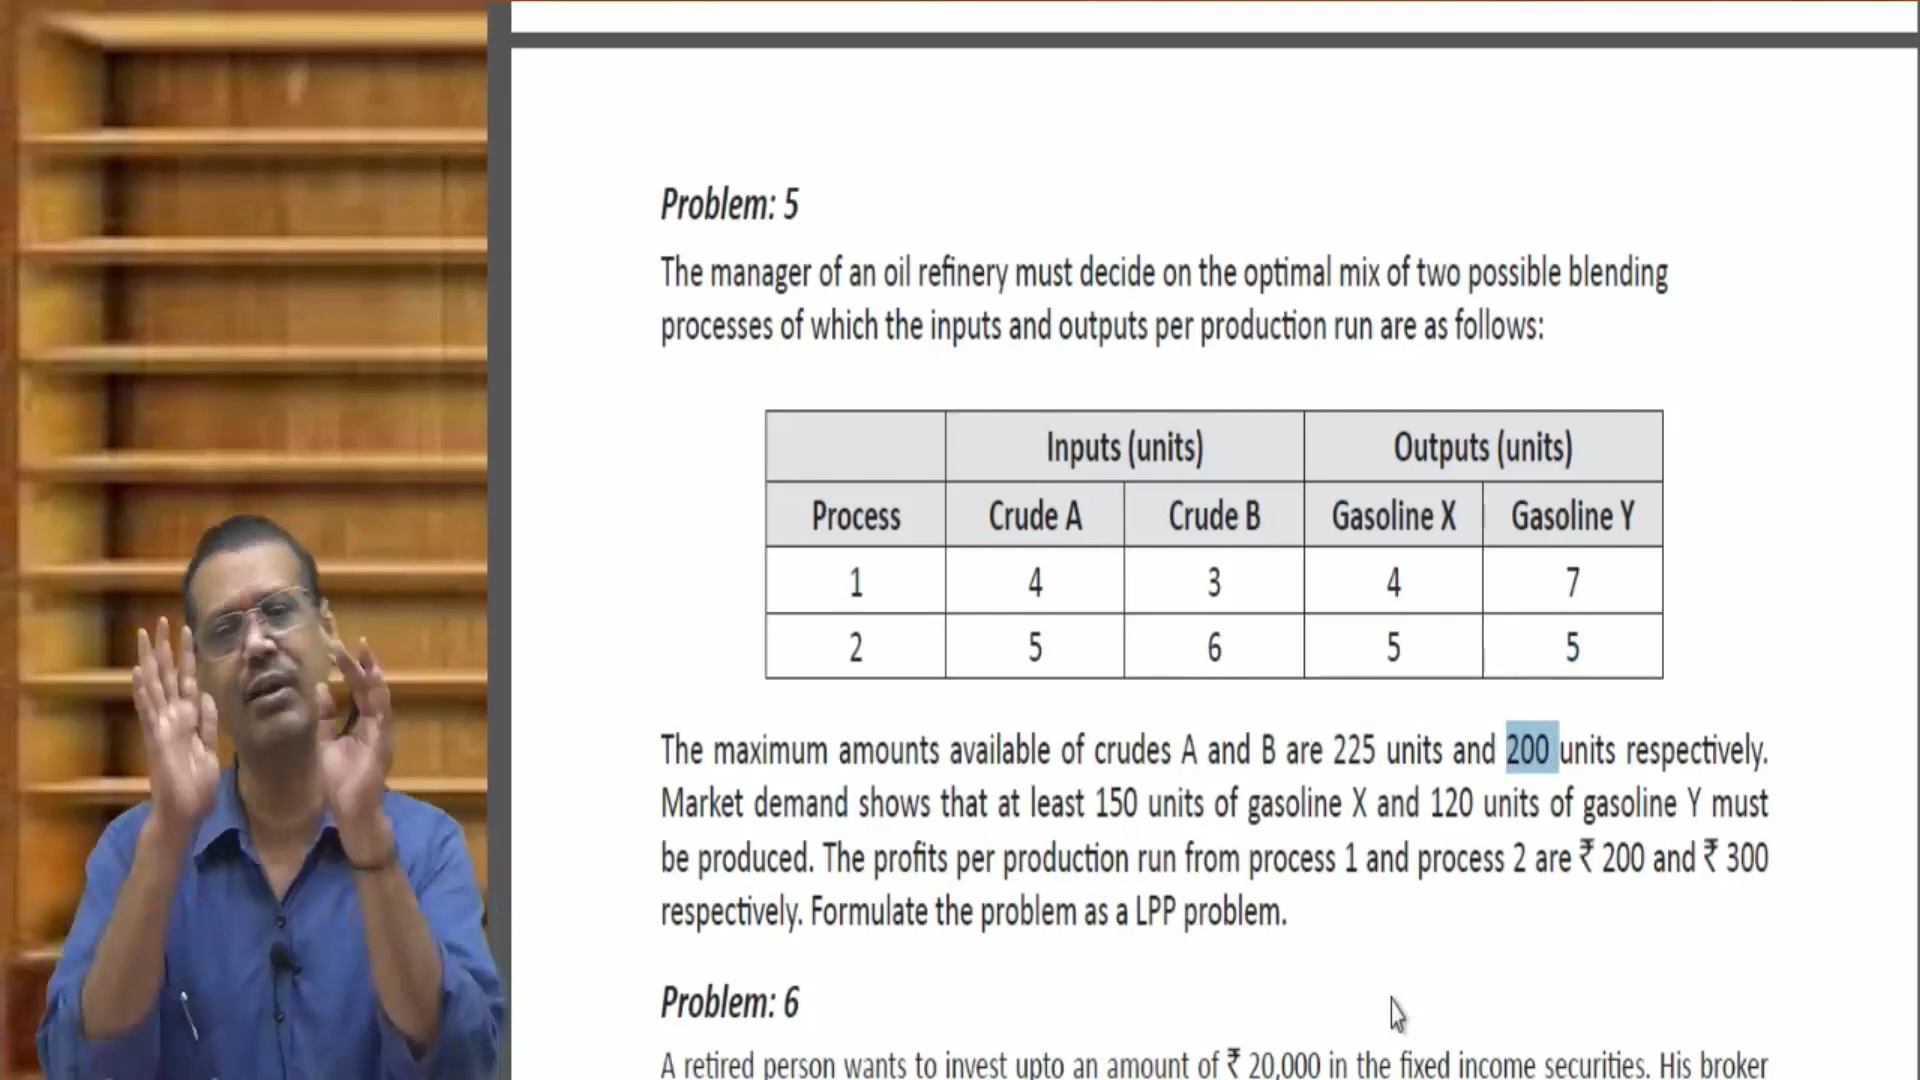 Problem: 5
The manager of an oil refinery must decide on the optimal mix of two possible blending
processes of which the inputs and outputs per production run are as follows:
Inputs (units) Outputs (units)
Process Crude A Crude B Gasoline X Gasoline Y
1 4 3 4 7
2 5 6 5 5
The maximum amounts available of crudes A and B are 225 units and 200 units respectively.
Market demand shows that at least 150 units of gasoline X and 120 units of gasoline Y must
be produced. The profits per production run from process 1 and process 2 are ₹ 200 and ₹ 300
respectively. Formulate the problem as a LPP problem.
Problem: 6
A retired person wants to invest upto an amount of ₹ 20,000 in the fixed income securities. His broker